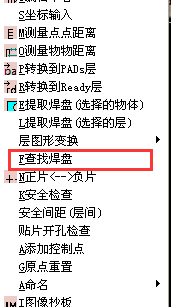 S坐标输入
M测量点点距离
O测量物物距离
P转换到PADs层
R转换到Ready层
E提取焊盘(选择的物体)
L提取焊盘(选择的层)
层图形变换
F查找焊盘
N正片<-->负片
K安全检查
安全间距(层间)
贴片开孔检查
A添加控制点
G原点重置
A命名
I图像抄板